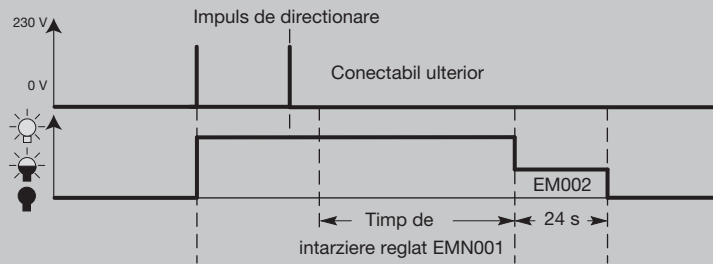 Impuls de directionare
230 V
Conectabil ulterior
0 V
EM002
Timp de
24 s
intarziere reglat EMN001